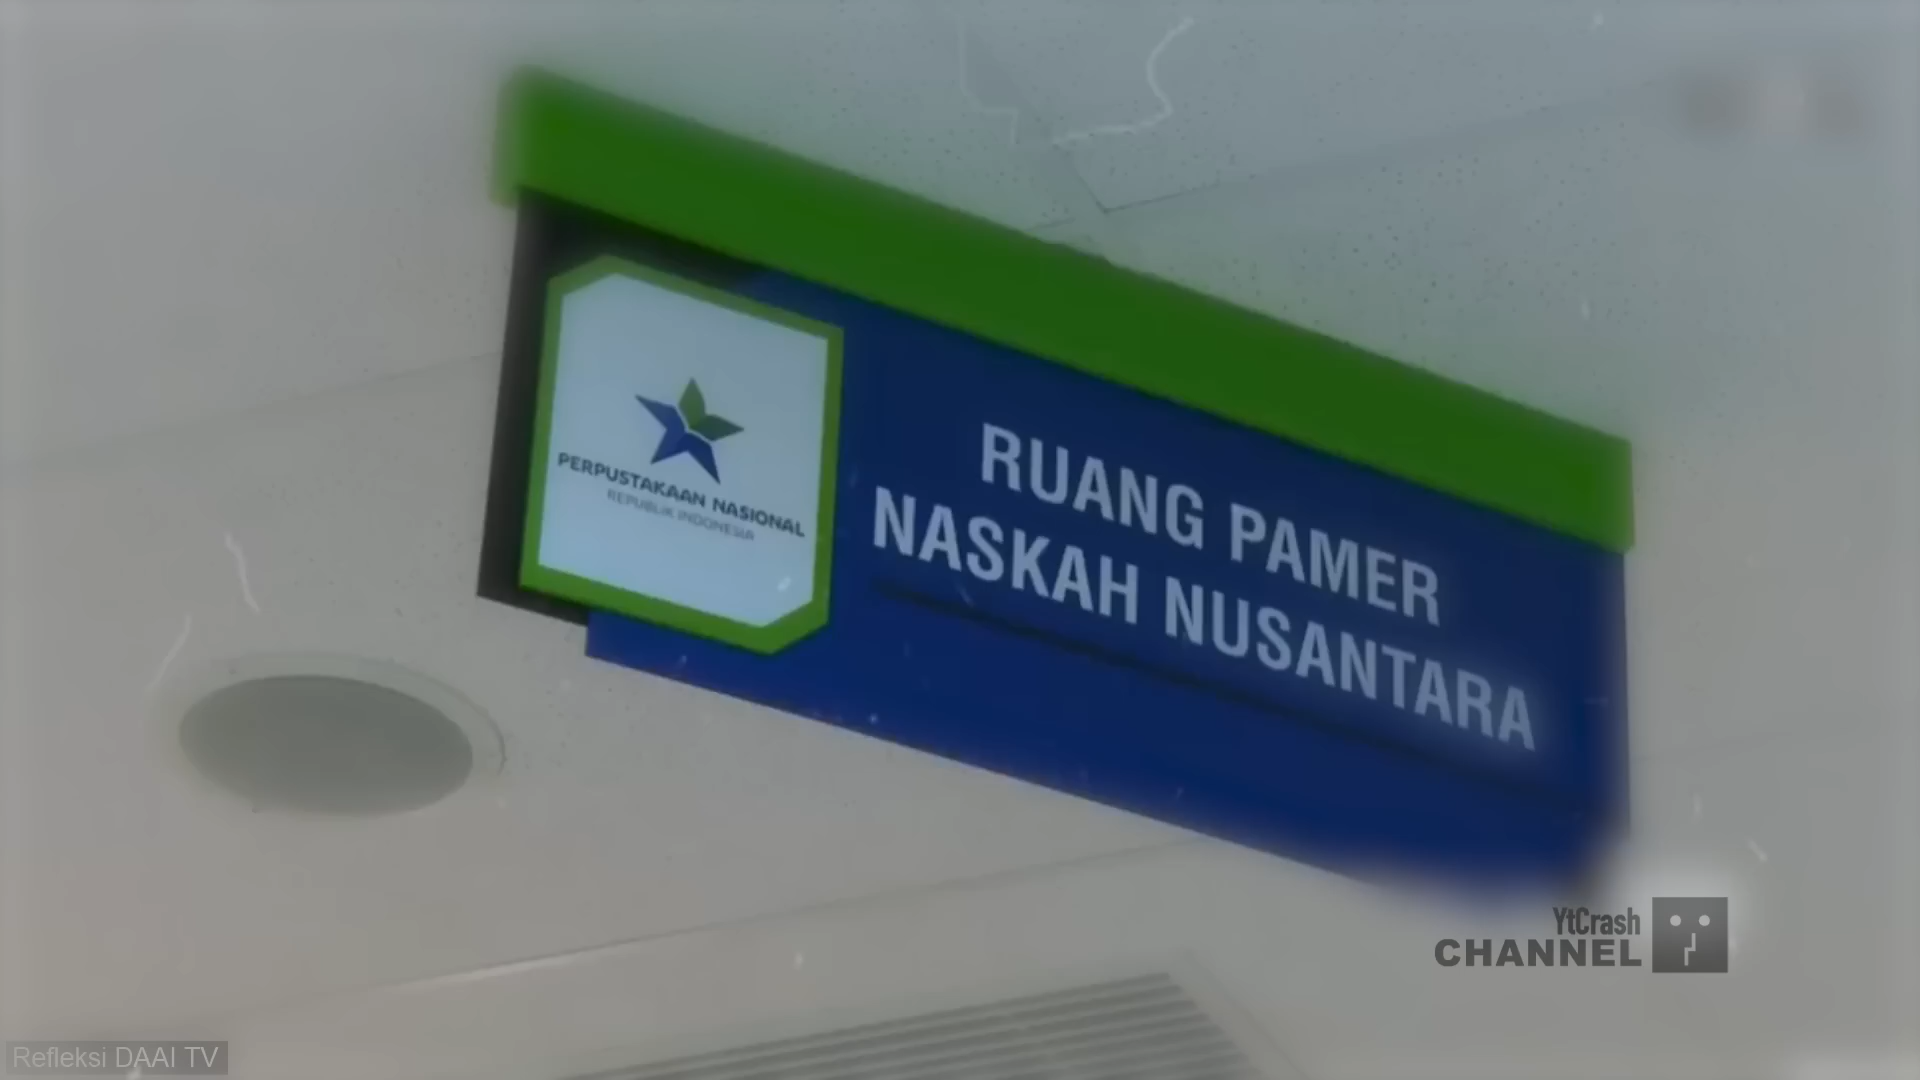 RUANG PAMER
NASKAH NUSANTARA
PERPUSTAKAAN NASIONAL
REPUBLIK INDONESIA
YtCrash
CHANNEL
Refleksi DAAI TV